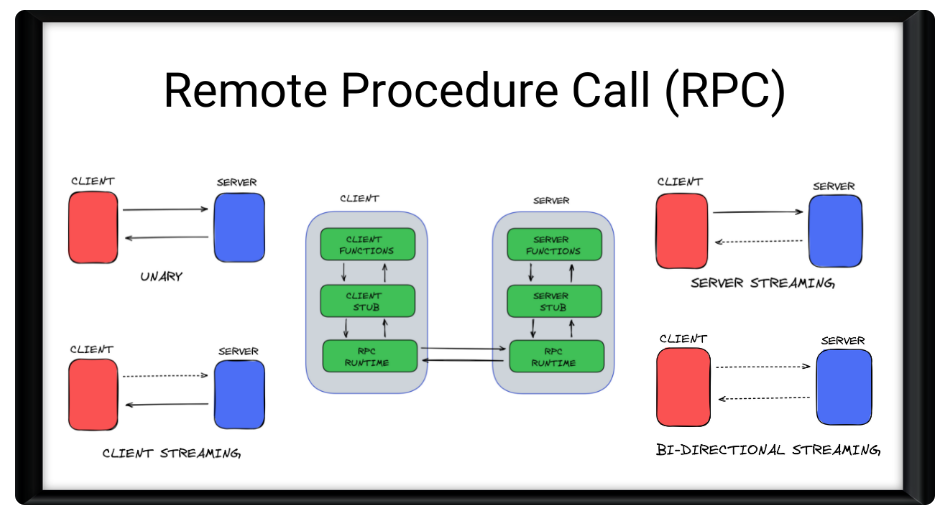 Remote Procedure Call (RPC)
CLIENT
SERVER
UNARY
CLIENT
SERVER
CLIENT STREAMING
CLIENT
CLIENT
FUNCTIONS
CLIENT
STUB
RPC
RUNTIME
SERVER
SERVER
FUNCTIONS
SERVER
STUB
RPC
RUNTIME
CLIENT
SERVER
SERVER STREAMING
CLIENT
SERVER
BI-DIRECTIONAL STREAMING